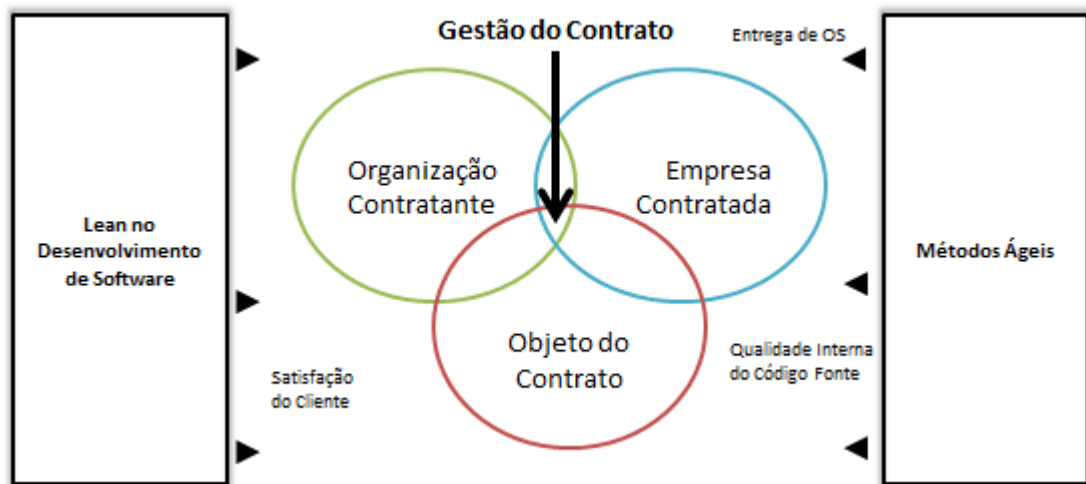 Gestão do Contrato
Entrega de OS
Organização
Contratante
Empresa
Contratada
Lean no
Desenvolvimento
de Software
Métodos Ágeis
Objeto do
Contrato
Qualidade Interna
do Código Fonte
Satisfação
do Cliente